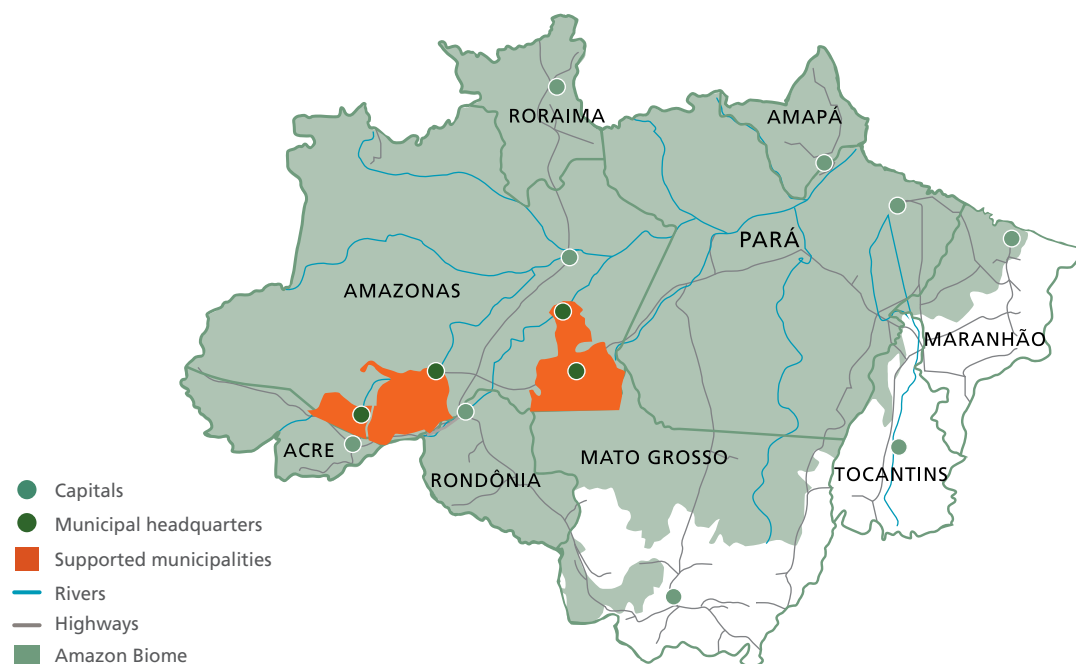 RORAIMA
AMAPÁ
PARÁ
AMAZONAS
MARANHÃO
ACRE
MATO GROSSO
RONDÔNIA
TOCANTINS
Capitals
Municipal headquarters
Supported municipalities
Rivers
Highways
Amazon Biome